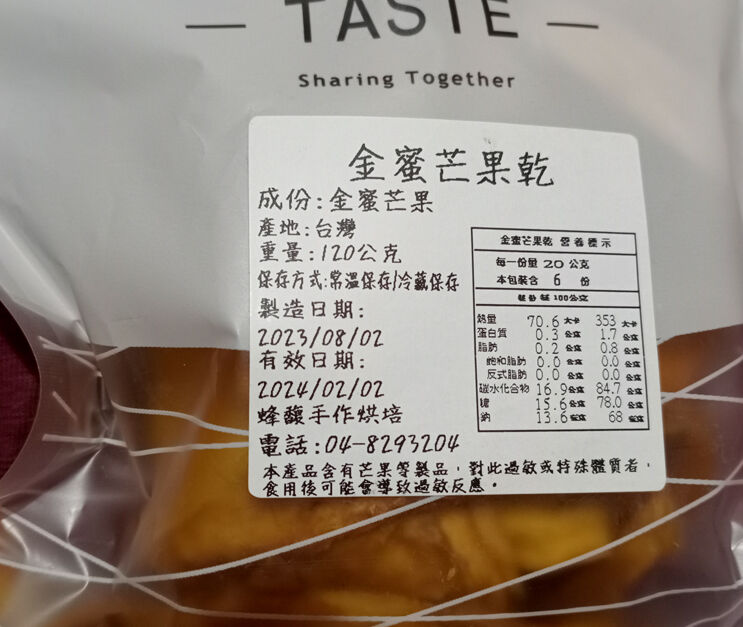 — TASTE —
Sharing Together
金蜜芒果乾
成份:金蜜芒果
產地:台灣
重量:120公克
保存方式:常溫保存/冷藏保存
製造日期:
2023/08/02
有效日期:
2024/02/02
蜂馥手作烘培
電話:04-8293204
金蜜芒果乾 營養標示
每一份量 20 公克
本包裝含 6 份
每份 每 100公克
熱量 70.6 大卡 353 大卡
蛋白質 0.3 公克 1.7 公克
脂肪 0.2 公克 0.8 公克
飽和脂肪 0.0 公克 0.0 公克
反式脂肪 0.0 公克 0.0 公克
碳水化合物 16.9 公克 84.7 公克
糖 15.6 公克 78.0 公克
鈉 13.6 毫克 68 毫克
本產品含有芒果等製品，對此過敏或特殊體質者，
食用後可能會導致過敏反應。